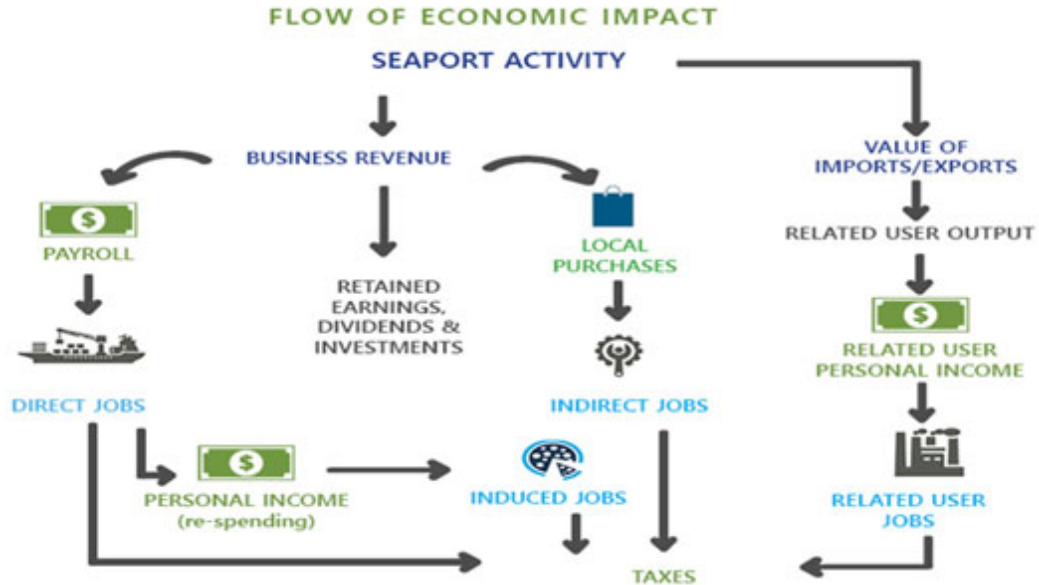 FLOW OF ECONOMIC IMPACT
SEAPORT ACTIVITY
BUSINESS REVENUE
VALUE OF
IMPORTS/EXPORTS
$
PAYROLL
LOCAL
PURCHASES
RELATED USER OUTPUT
RETAINED
EARNINGS,
DIVIDENDS &
INVESTMENTS
$
RELATED USER
PERSONAL INCOME
DIRECT JOBS
INDIRECT JOBS
$
PERSONAL INCOME
(re-spending)
INDUCED JOBS
RELATED USER
JOBS
TAXES